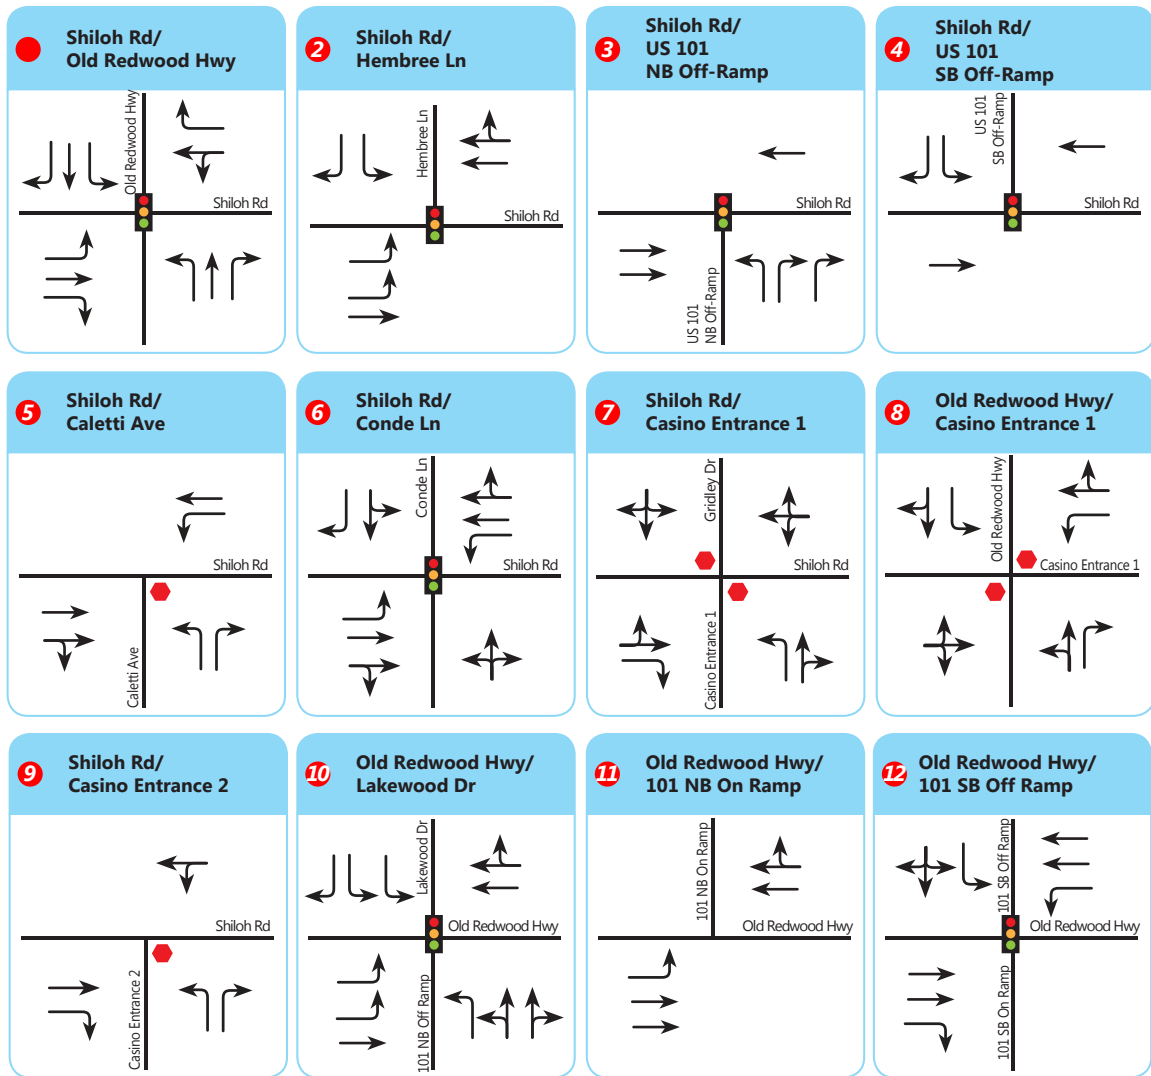 Shiloh Rd/
Old Redwood Hwy
Old Redwood Hwy
Shiloh Rd
2
Shiloh Rd/
Hembree Ln
Hembree Ln
Shiloh Rd
3
Shiloh Rd/
US 101
NB Off-Ramp
Shiloh Rd
US 101
NB Off-Ramp
4
Shiloh Rd/
US 101
SB Off-Ramp
US 101
SB Off-Ramp
Shiloh Rd
5
Shiloh Rd/
Caletti Ave
Shiloh Rd
Caletti Ave
6
Shiloh Rd/
Conde Ln
Conde Ln
Shiloh Rd
7
Shiloh Rd/
Casino Entrance 1
Gridley Dr
Shiloh Rd
Casino Entrance 1
8
Old Redwood Hwy/
Casino Entrance 1
Old Redwood Hwy
Casino Entrance 1
9
Shiloh Rd/
Casino Entrance 2
Shiloh Rd
Casino Entrance 2
10
Old Redwood Hwy/
Lakewood Dr
Lakewood Dr
Old Redwood Hwy
101 NB Off Ramp
11
Old Redwood Hwy/
101 NB On Ramp
101 NB On Ramp
Old Redwood Hwy
12
Old Redwood Hwy/
101 SB Off Ramp
101 SB Off Ramp
Old Redwood Hwy
101 SB On Ramp